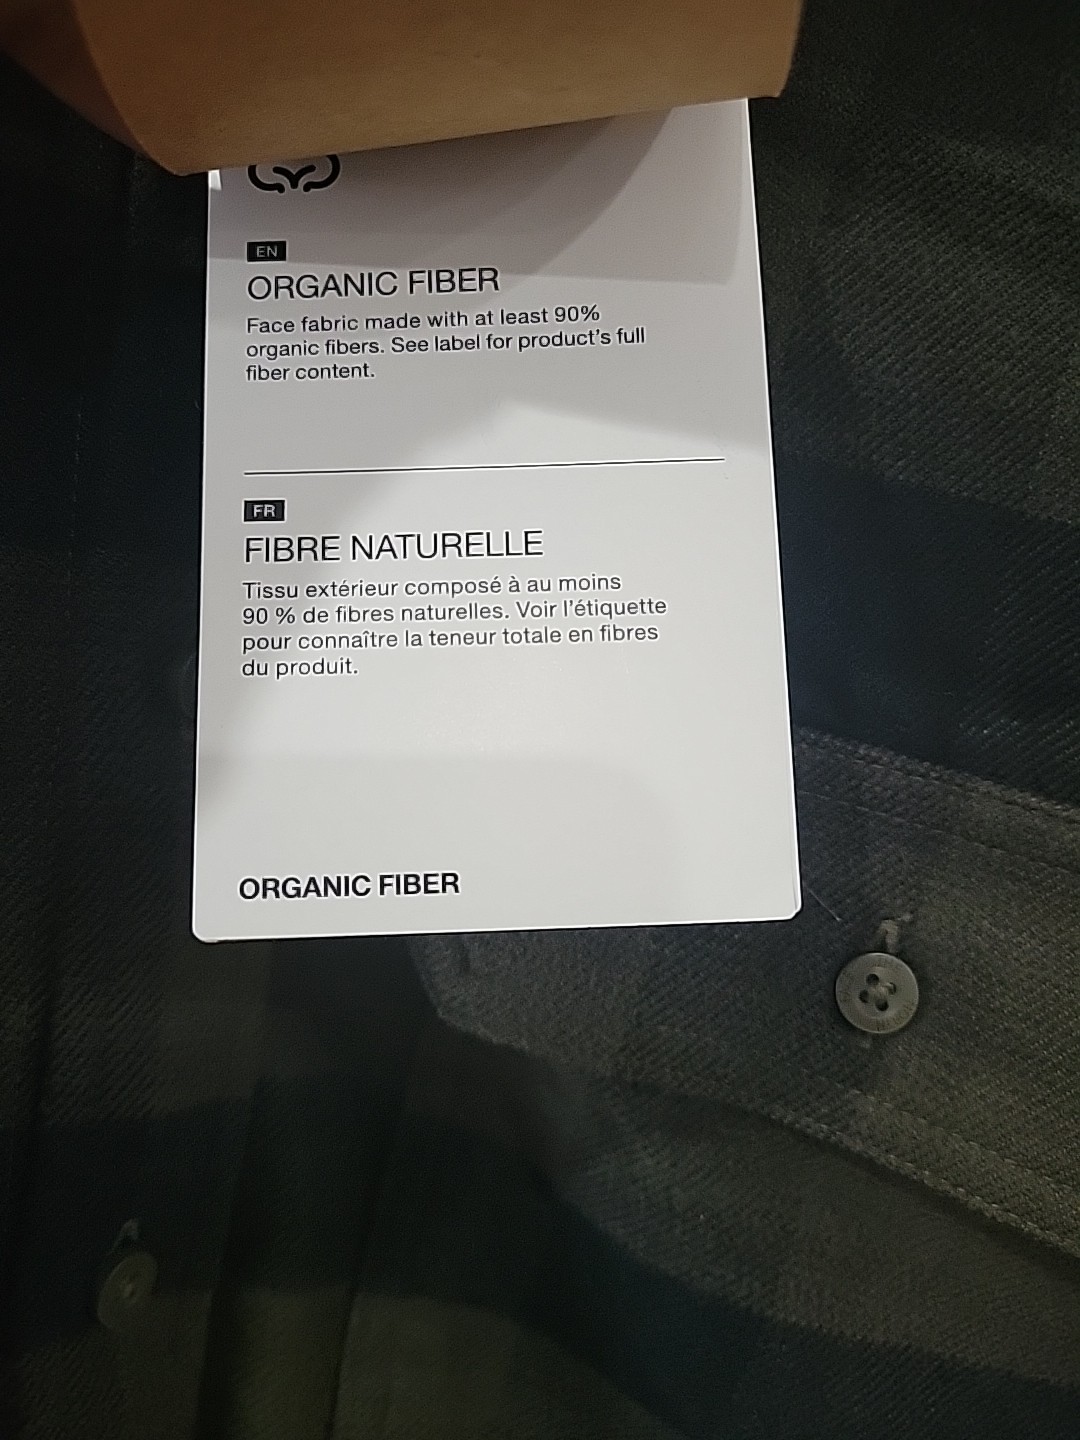 EN
ORGANIC FIBER
Face fabric made with at least 90%
organic fibers. See label for product's full
fiber content.
FR
FIBRE NATURELLE
Tissu extérieur composé à au moins
90 % de fibres naturelles. Voir l'étiquette
pour connaître la teneur totale en fibres
du produit.
ORGANIC FIBER